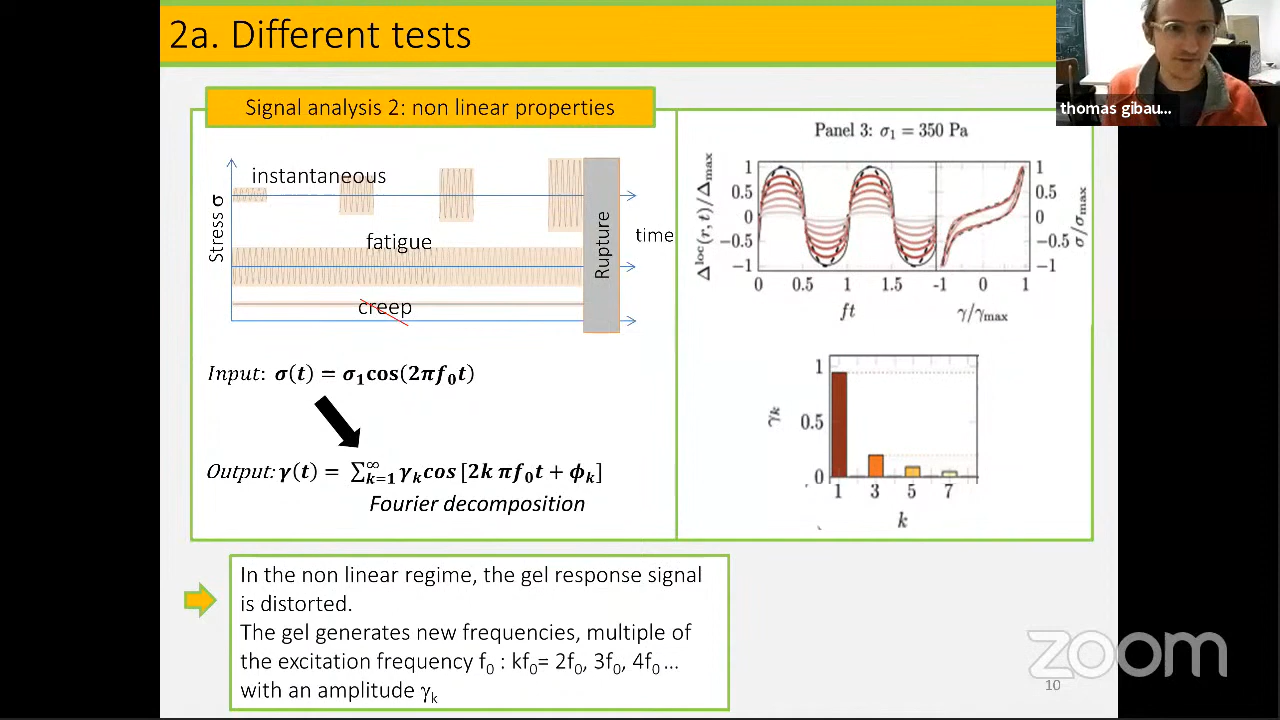 2a. Different tests
thomas gibau...
Signal analysis 2: non linear properties
instantaneous
Stress σ
fatigue
creep
Rupture
time
Input: σ(t) = σ₁cos(2πf₀t)
Output: γ(t) = ∑ₖ₌₁^∞ γₖcos [2k πf₀t + ϕₖ]
Fourier decomposition
Panel 3: σ₁ = 350 Pa
Δˡᵒᶜ(r, t)/Δₘₐₓ
1
0.5
0
−0.5
−1
0 0.5 1 1.5 2
ft
-1 0 1
γ/γₘₐₓ
1
0.5
0
−0.5
−1
σ/σₘₐₓ
γₖ
1
0.5
0
1 3 5 7
k
In the non linear regime, the gel response signal
is distorted.
The gel generates new frequencies, multiple of
the excitation frequency f₀ : kf₀= 2f₀, 3f₀, 4f₀ ...
with an amplitude γₖ
zoom
10